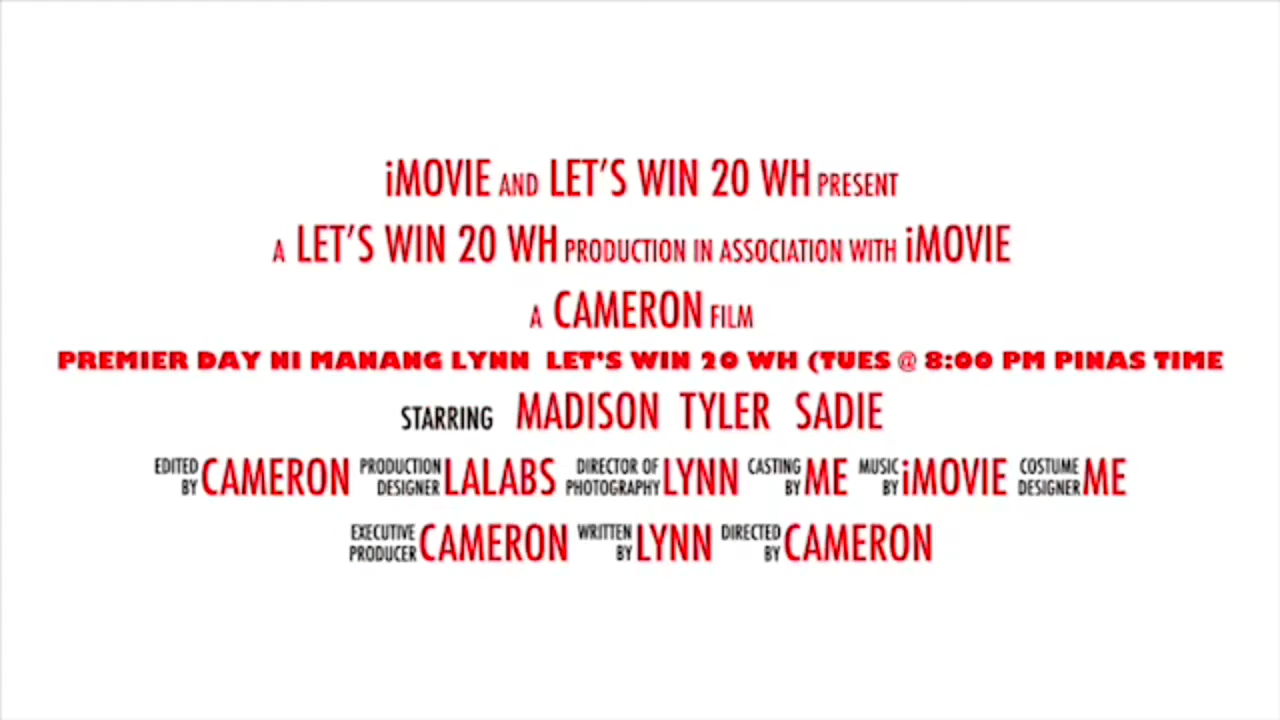 iMOVIE AND LET'S WIN 20 WH PRESENT
A LET'S WIN 20 WH PRODUCTION IN ASSOCIATION WITH iMOVIE
A CAMERON FILM
PREMIER DAY NI MANANG LYNN LET'S WIN 20 WH (TUES @ 8:00 PM PINAS TIME
STARRING MADISON TYLER SADIE
EDITED BY CAMERON PRODUCTION DESIGNER LALABS DIRECTOR OF PHOTOGRAPHY LYNN CASTING BY ME MUSIC BY iMOVIE COSTUME DESIGNER ME
EXECUTIVE PRODUCER CAMERON WRITTEN BY LYNN DIRECTED BY CAMERON